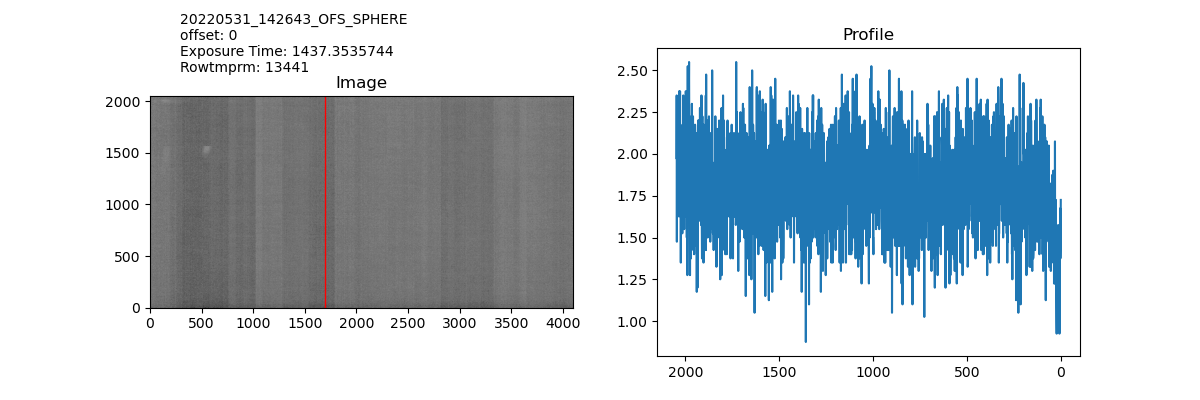 20220531_142643_OFS_SPHERE
offset: 0
Exposure Time: 1437.3535744
Rowtmprm: 13441
Image
2000
1500
1000
500
0
0 500 1000 1500 2000 2500 3000 3500 4000
Profile
2.50
2.25
2.00
1.75
1.50
1.25
1.00
2000 1500 1000 500 0